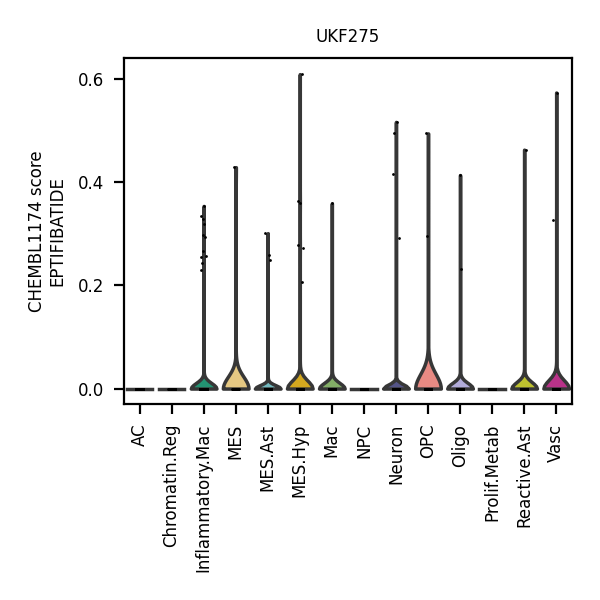 UKF275
CHEMBL1174 score
EPTIFIBATIDE
0.6
0.4
0.2
0.0
AC
Chromatin.Reg
Inflammatory.Mac
MES
MES.Ast
MES.Hyp
Mac
NPC
Neuron
OPC
Oligo
Prolif.Metab
Reactive.Ast
Vasc